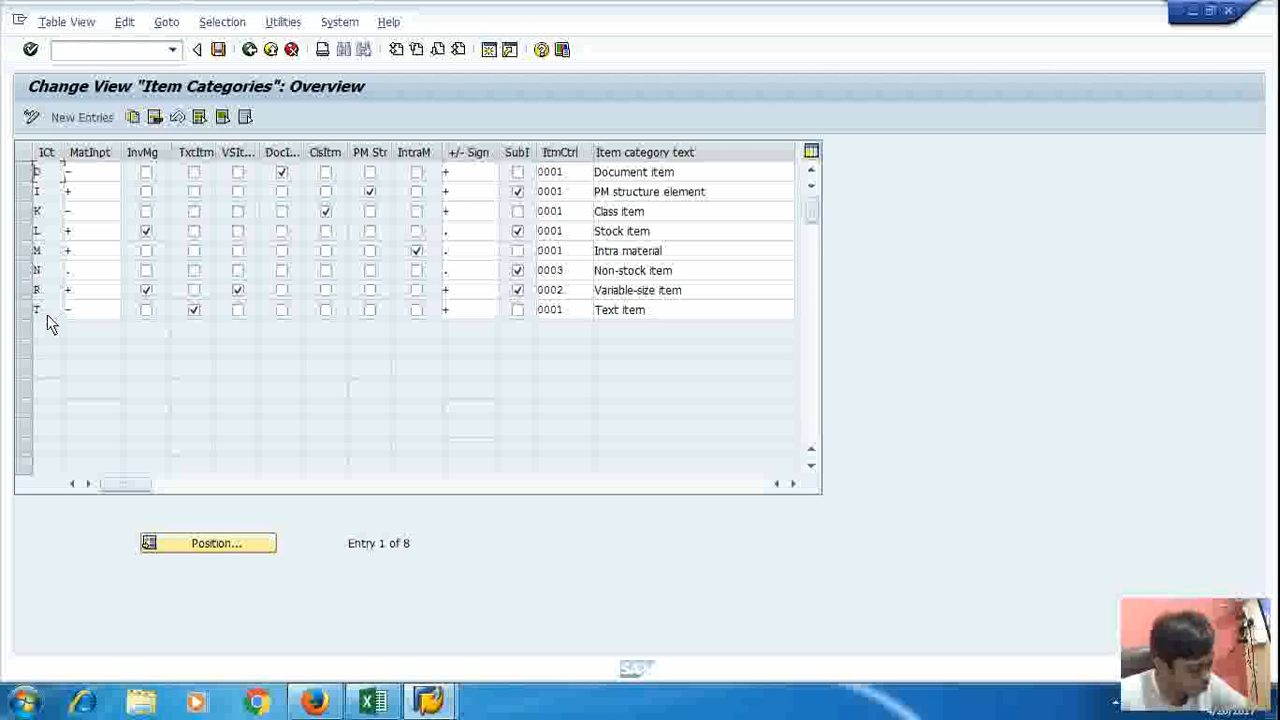 Table View Edit Goto Selection Utilities System Help
Change View "Item Categories": Overview
New Entries
ICt MatInpt InvMg TxtItm VSIt... DocI... ClsItm PM Str IntraM +/- Sign SubI ItmCtrl Item category text
D - + 0001 Document item
I + + 0001 PM structure element
K - + 0001 Class item
L + . 0001 Stock item
M + . 0001 Intra material
N . . 0003 Non-stock item
R + + 0002 Variable-size item
T - + 0001 Text item
Position... Entry 1 of 8
SAP